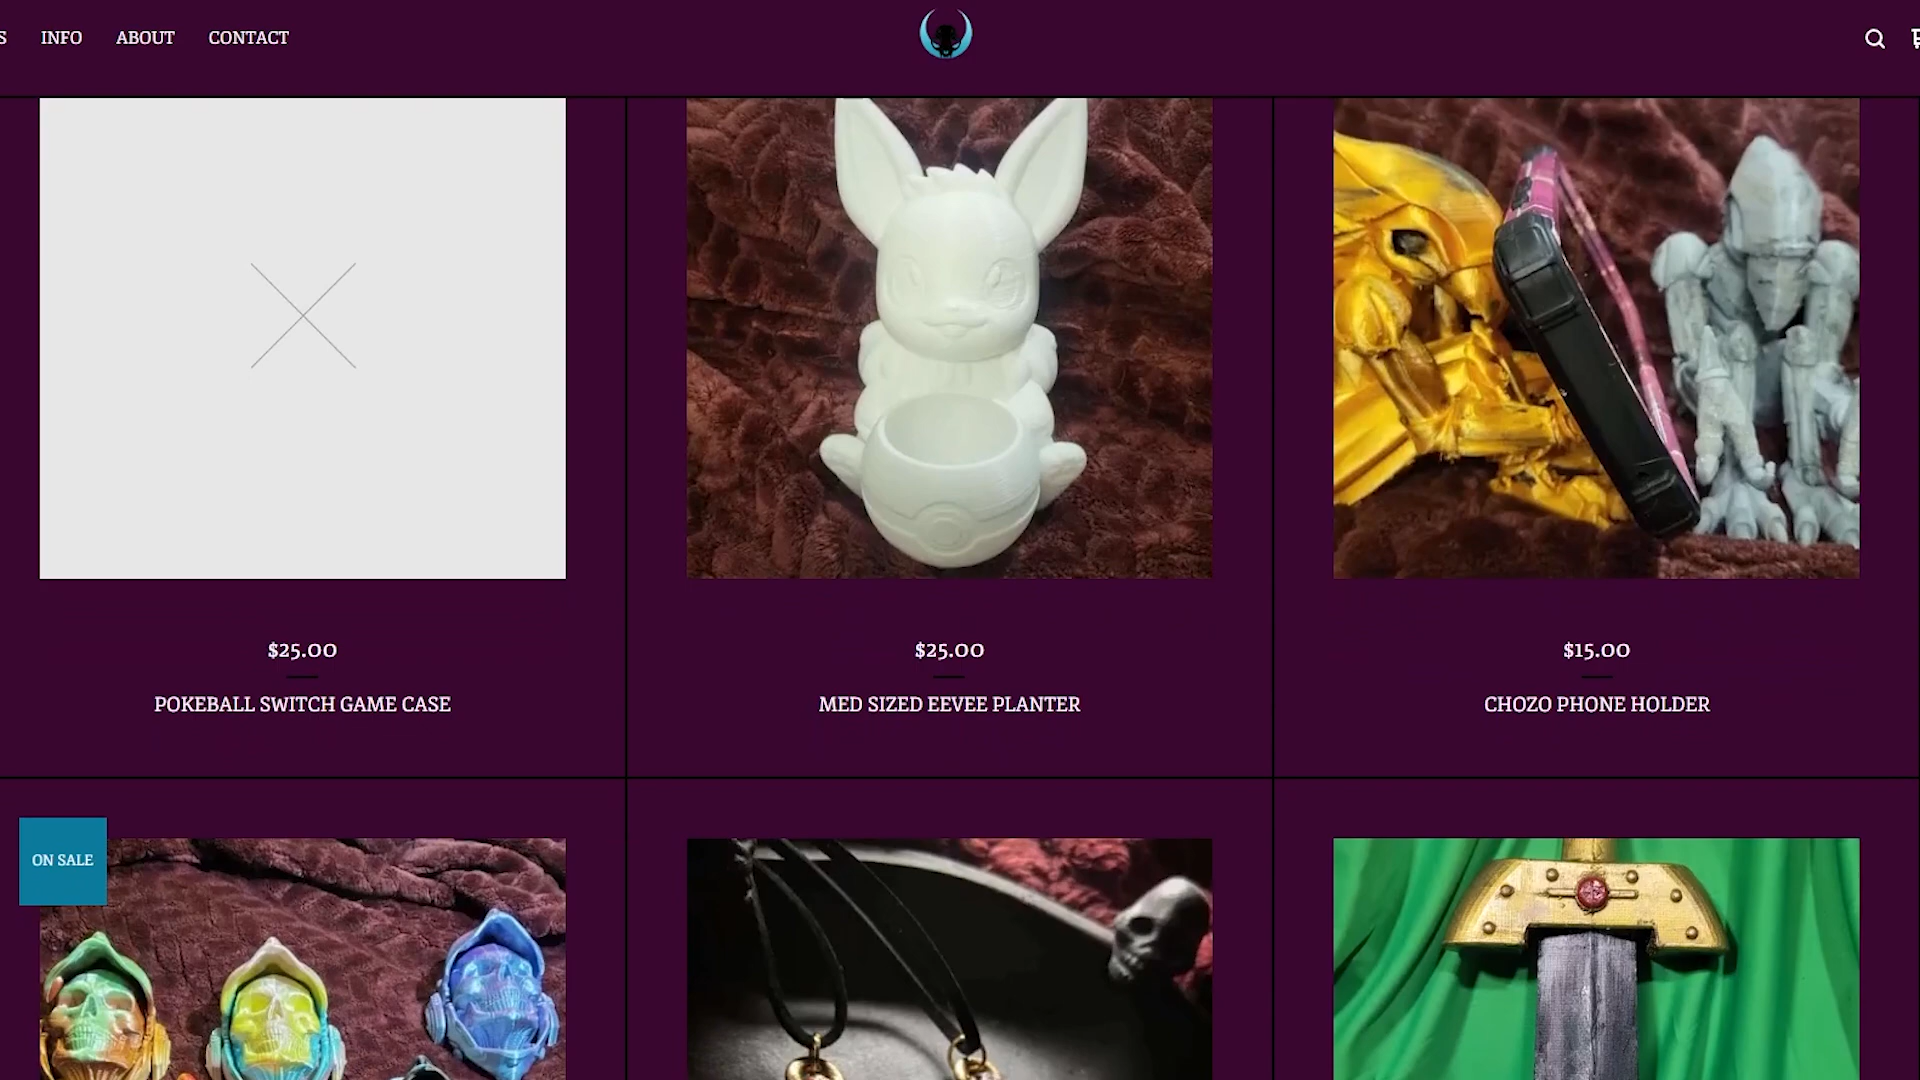 INFO
ABOUT
CONTACT
$25.00
POKEBALL SWITCH GAME CASE
$25.00
MED SIZED EEVEE PLANTER
$15.00
CHOZO PHONE HOLDER
ON SALE